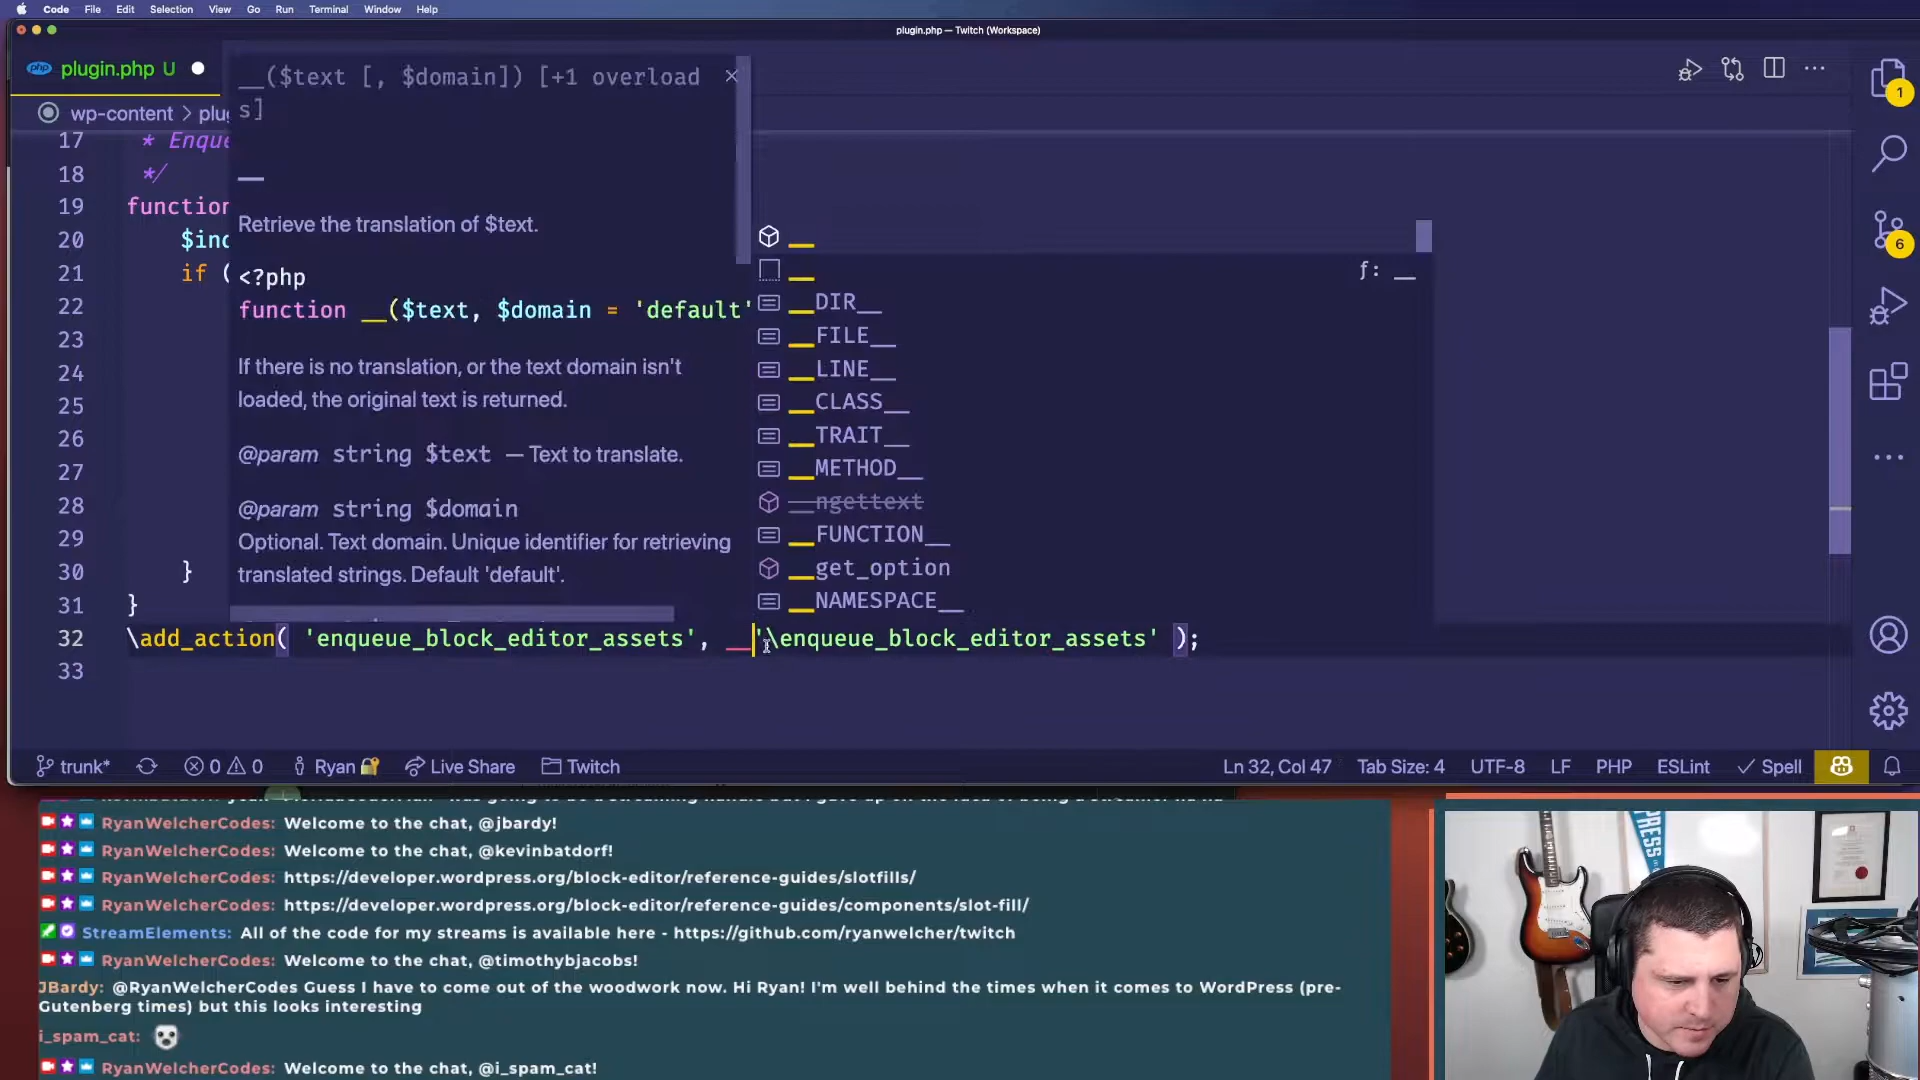 Code File Edit Selection View Go Run Terminal Window Help
plugin.php — Twitch (Workspace)
php plugin.php U
__($text [, $domain]) [+1 overload
s]
wp-content > plug
17 * Enque
18 */
19 function
20 $ind
21 if (
22
23
24
25
26
27
28
29
30 }
31 }
32 \add_action( 'enqueue_block_editor_assets', __'\enqueue_block_editor_assets' );
33
__
Retrieve the translation of $text.
<?php
function __($text, $domain = 'default'
If there is no translation, or the text domain isn't
loaded, the original text is returned.
@param string $text — Text to translate.
@param string $domain
Optional. Text domain. Unique identifier for retrieving
translated strings. Default 'default'.
__
__ ƒ: __
__DIR__
__FILE__
__LINE__
__CLASS__
__TRAIT__
__METHOD__
__ngettext
__FUNCTION__
__get_option
__NAMESPACE__
1
6
trunk* 0 0 Ryan Live Share Twitch Ln 32, Col 47 Tab Size: 4 UTF-8 LF PHP ESLint Spell
RyanWelcherCodes: Welcome to the chat, @jbardy!
RyanWelcherCodes: Welcome to the chat, @kevinbatdorf!
RyanWelcherCodes: https://developer.wordpress.org/block-editor/reference-guides/slotfills/
RyanWelcherCodes: https://developer.wordpress.org/block-editor/reference-guides/components/slot-fill/
StreamElements: All of the code for my streams is available here - https://github.com/ryanwelcher/twitch
RyanWelcherCodes: Welcome to the chat, @timothybjacobs!
JBardy: @RyanWelcherCodes Guess I have to come out of the woodwork now. Hi Ryan! I'm well behind the times when it comes to WordPress (pre-
Gutenberg times) but this looks interesting
i_spam_cat:
RyanWelcherCodes: Welcome to the chat, @i_spam_cat!
PRESS